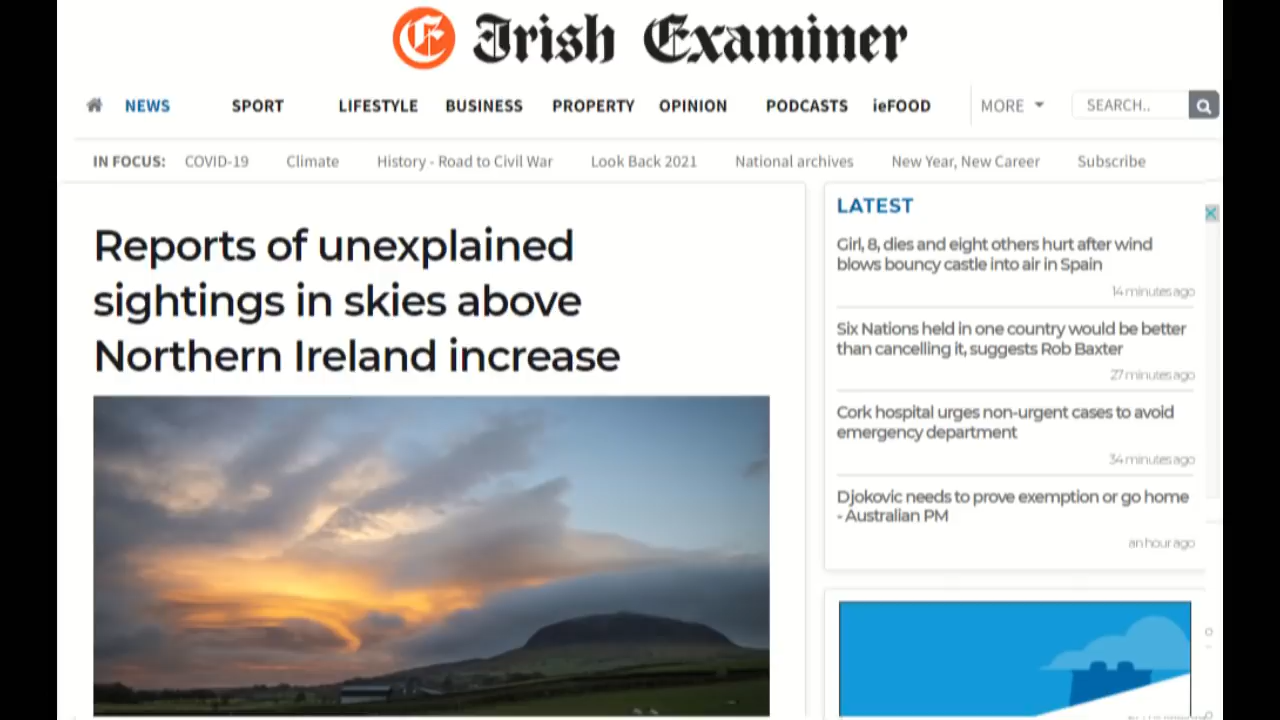 Irish Examiner
NEWS SPORT LIFESTYLE BUSINESS PROPERTY OPINION PODCASTS ieFOOD MORE SEARCH..
IN FOCUS: COVID-19 Climate History - Road to Civil War Look Back 2021 National archives New Year, New Career Subscribe
Reports of unexplained
sightings in skies above
Northern Ireland increase
LATEST
Girl, 8, dies and eight others hurt after wind
blows bouncy castle into air in Spain
14 minutes ago
Six Nations held in one country would be better
than cancelling it, suggests Rob Baxter
27 minutes ago
Cork hospital urges non-urgent cases to avoid
emergency department
34 minutes ago
Djokovic needs to prove exemption or go home
- Australian PM
an hour ago